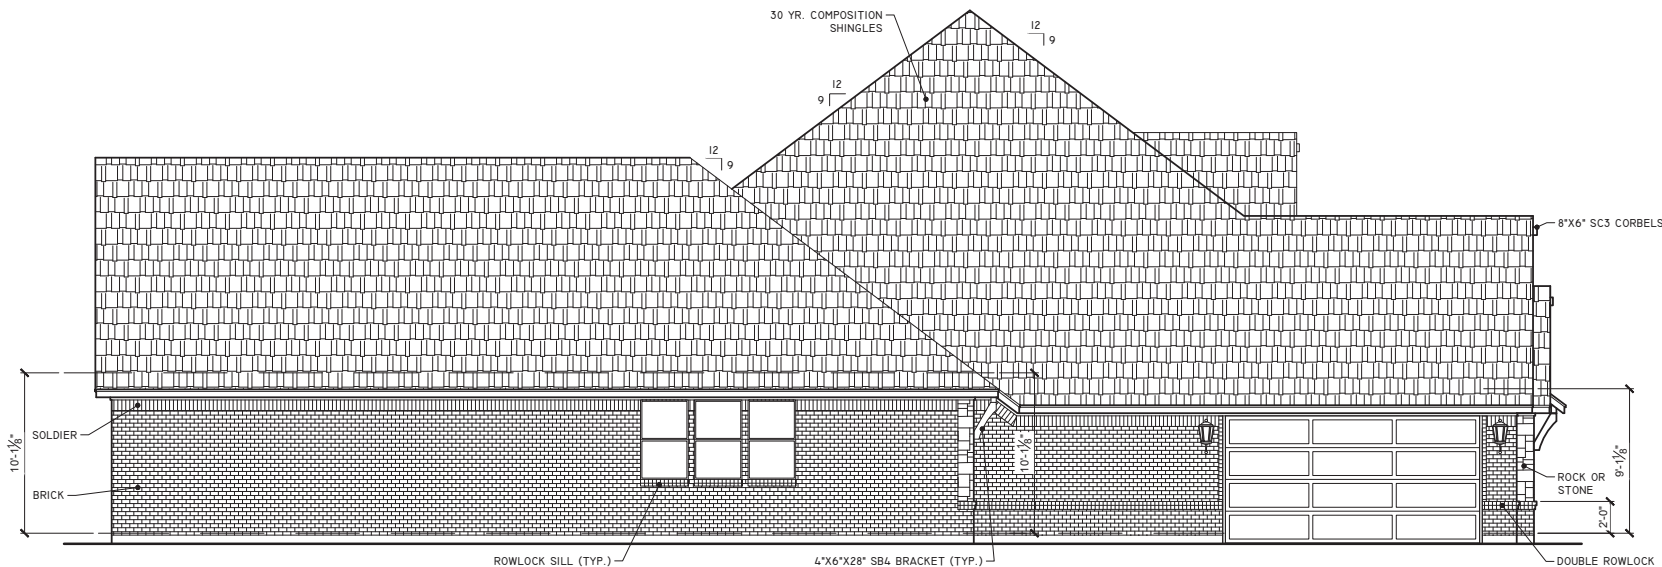 30 YR. COMPOSITION
SHINGLES
12
9
12
9
12
9
8"X6" SC3 CORBELS
SOLDIER
10'-1⅛"
BRICK
10'-1⅛"
9'-1⅛"
ROCK OR
STONE
2'-0"
ROWLOCK SILL (TYP.)
4"X6"X28" SB4 BRACKET (TYP.)
DOUBLE ROWLOCK